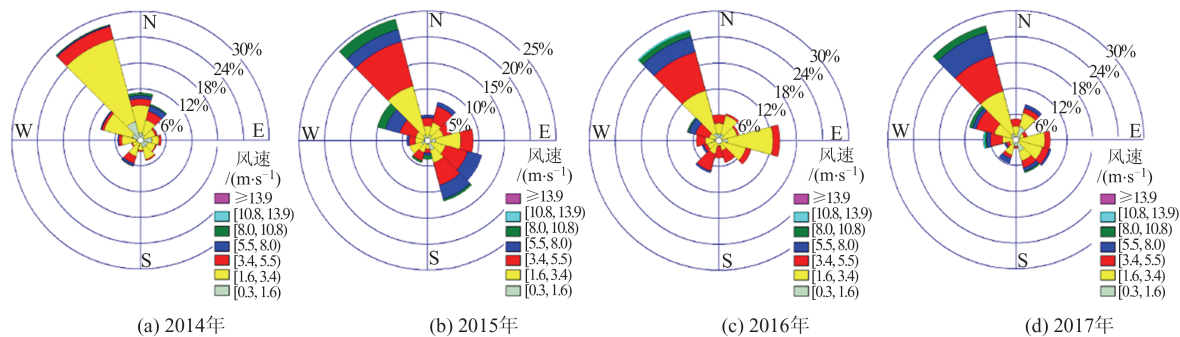 N
30%
24%
18%
12%
6%
W
E
S
风速
/(m·s⁻¹)
≥13.9
[10.8, 13.9)
[8.0, 10.8)
[5.5, 8.0)
[3.4, 5.5)
[1.6, 3.4)
[0.3, 1.6)
(a) 2014年
N
25%
20%
15%
10%
5%
W
E
S
风速
/(m·s⁻¹)
≥13.9
[10.8, 13.9)
[8.0, 10.8)
[5.5, 8.0)
[3.4, 5.5)
[1.6, 3.4)
[0.3, 1.6)
(b) 2015年
N
30%
24%
18%
12%
6%
W
E
S
风速
/(m·s⁻¹)
≥13.9
[10.8, 13.9)
[8.0, 10.8)
[5.5, 8.0)
[3.4, 5.5)
[1.6, 3.4)
[0.3, 1.6)
(c) 2016年
N
30%
24%
18%
12%
6%
W
E
S
风速
/(m·s⁻¹)
≥13.9
[10.8, 13.9)
[8.0, 10.8)
[5.5, 8.0)
[3.4, 5.5)
[1.6, 3.4)
[0.3, 1.6)
(d) 2017年